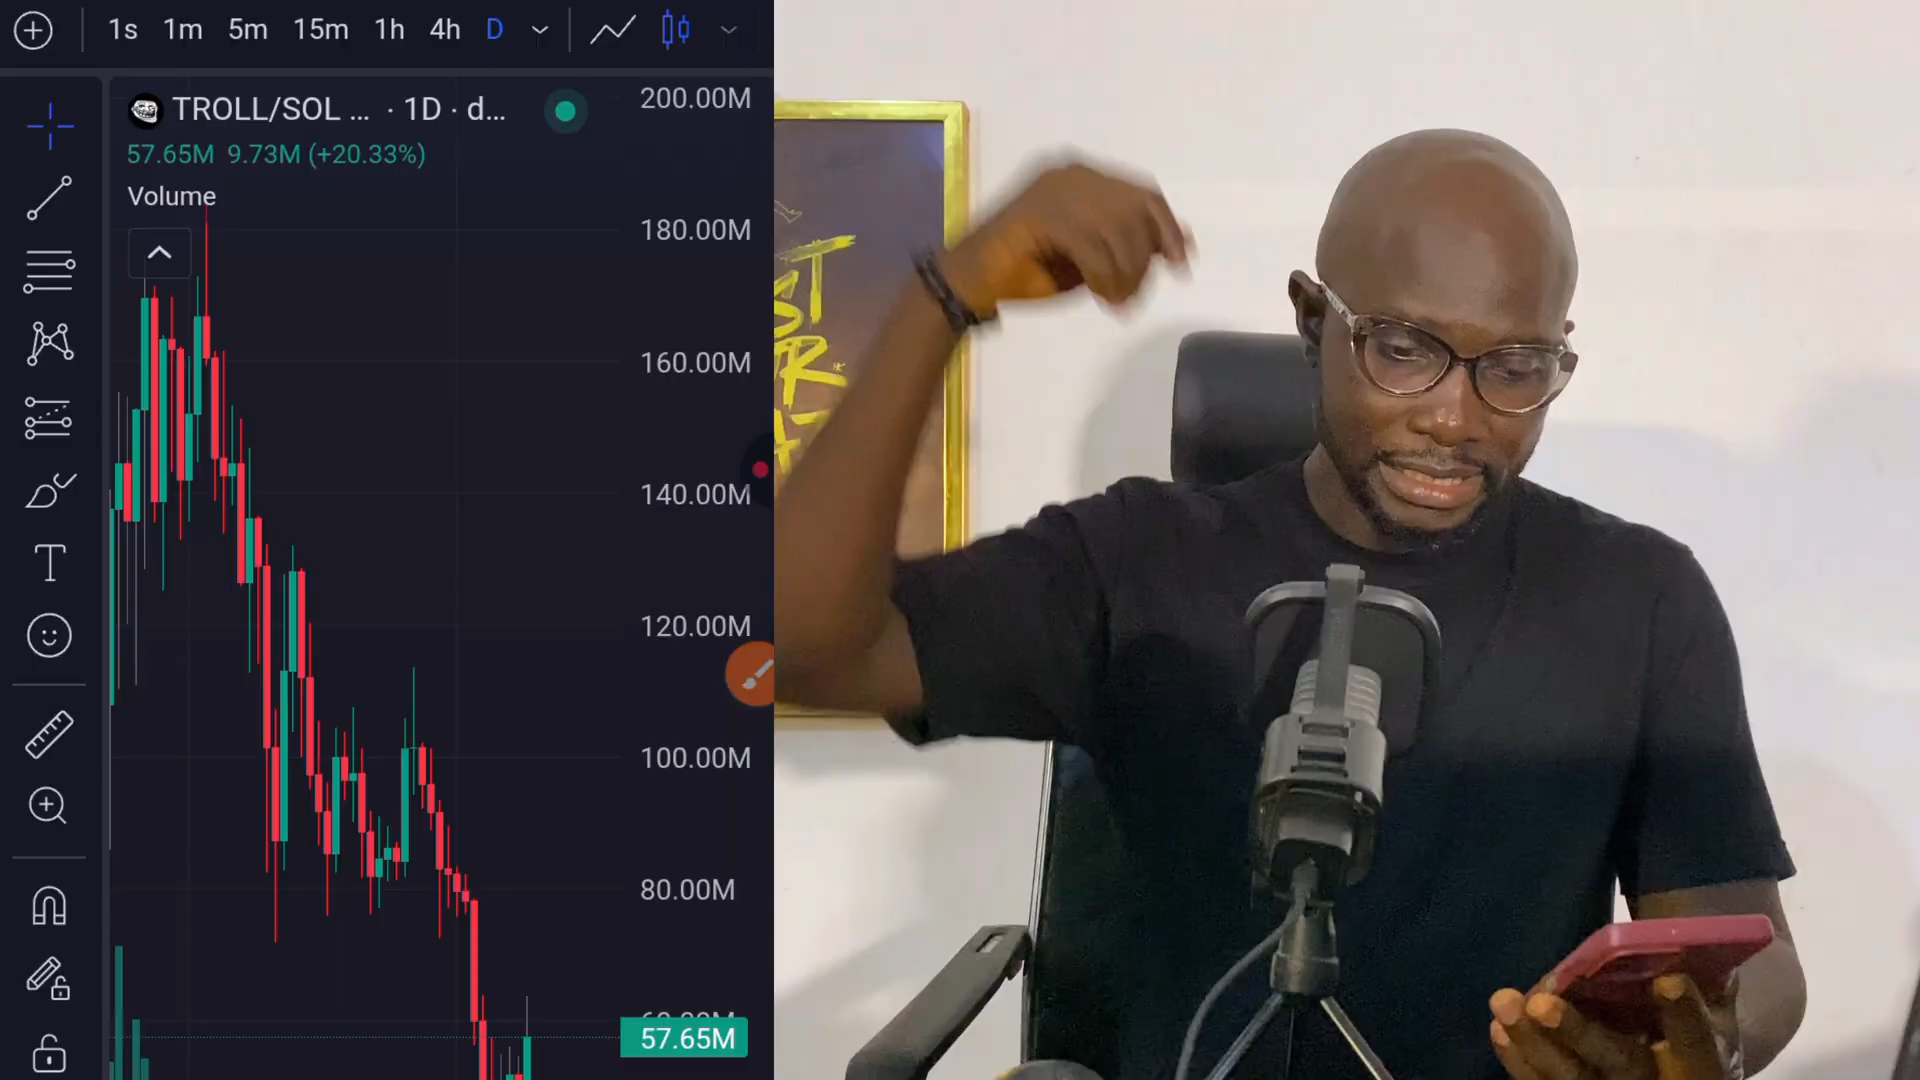 1s 1m 5m 15m 1h 4h D
TROLL/SOL ... · 1D · d...
57.65M 9.73M (+20.33%)
Volume
200.00M
180.00M
160.00M
140.00M
120.00M
100.00M
80.00M
57.65M
T